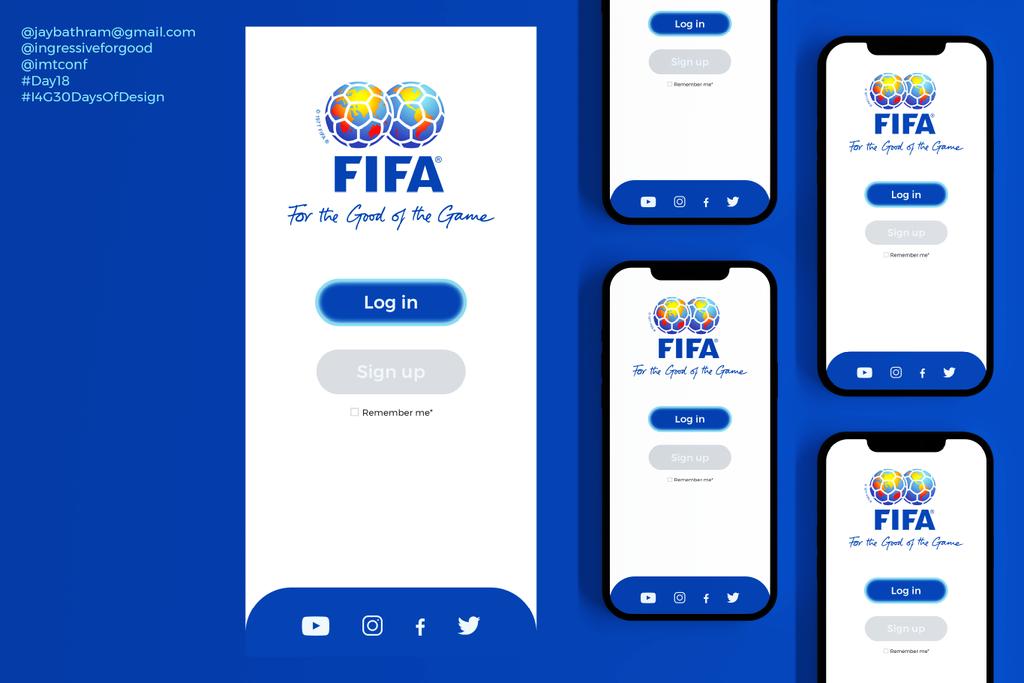 @jaybathram@gmail.com
@ingressiveforgood
@imtconf
#Day18
#I4G30DaysOfDesign
© 1977 FIFA ®
FIFA®
For the Good of the Game
Log in
Sign up
Remember me*
Log in
Sign up
Remember me*
FIFA
For the Good of the Game
Log in
Sign up
Remember me*
FIFA
For the Good of the Game
Log in
Sign up
Remember me*
FIFA
For the Good of the Game
Log in
Sign up
Remember me*